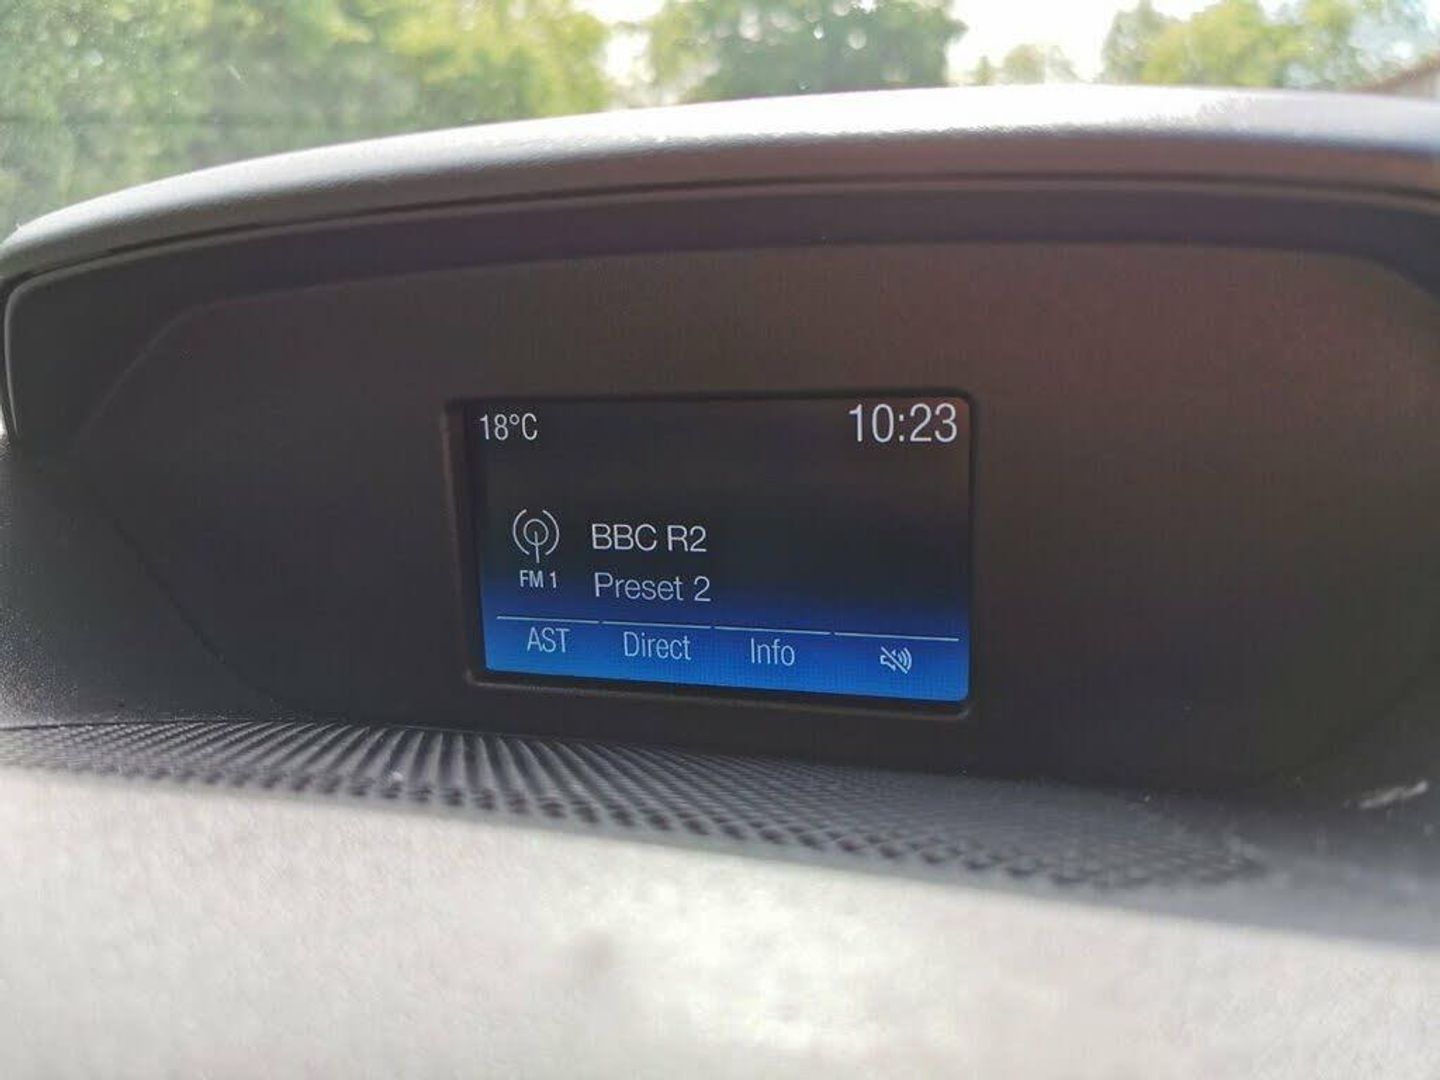 18°C 10:23
BBC R2
FM 1
Preset 2
AST Direct Info